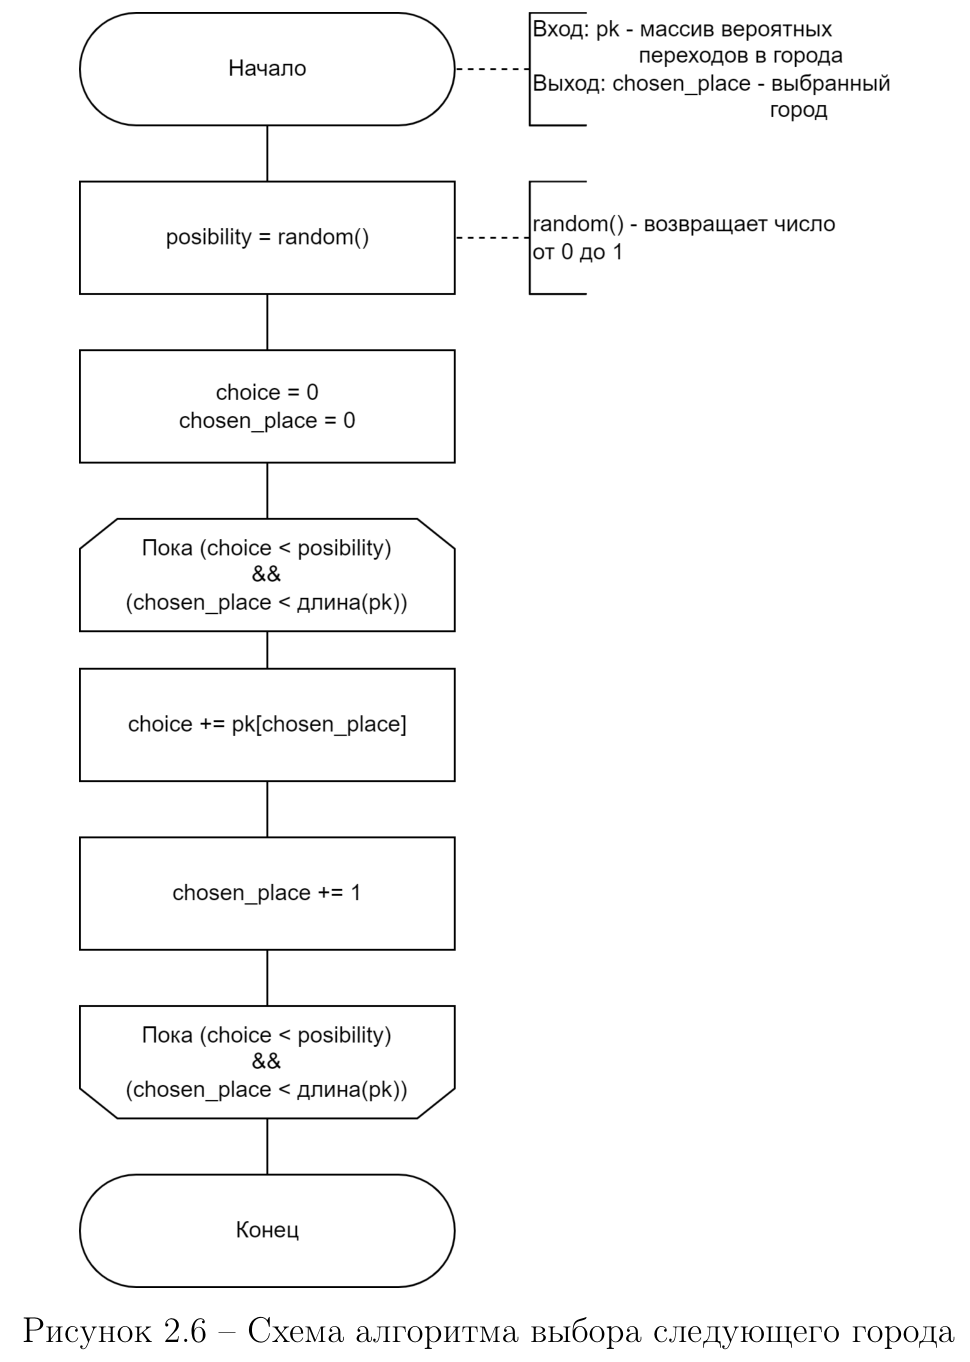 Начало
Вход: pk - массив вероятных
переходов в города
Выход: chosen_place - выбранный
город
posibility = random()
random() - возвращает число
от 0 до 1
choice = 0
chosen_place = 0
Пока (choice < posibility)
&&
(chosen_place < длина(pk))
choice += pk[chosen_place]
chosen_place += 1
Пока (choice < posibility)
&&
(chosen_place < длина(pk))
Конец
Рисунок 2.6 – Схема алгоритма выбора следующего города